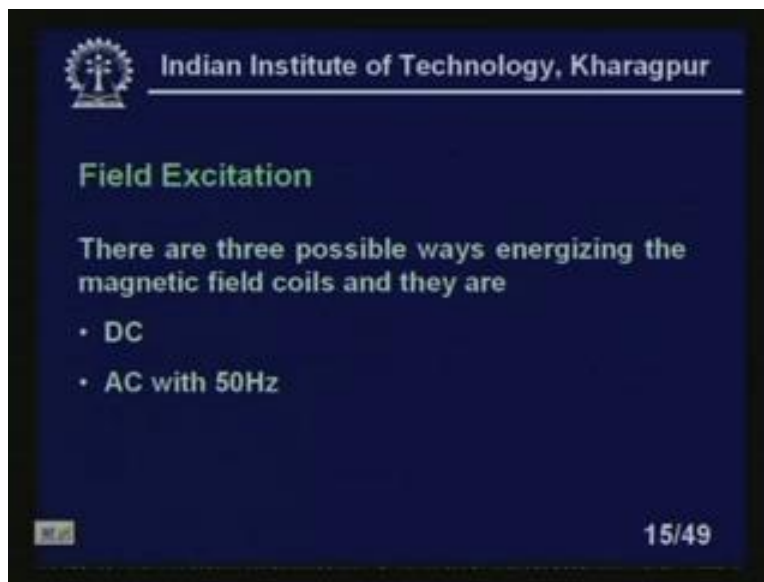 Indian Institute of Technology, Kharagpur
Field Excitation
There are three possible ways energizing the
magnetic field coils and they are
• DC
• AC with 50Hz
15/49